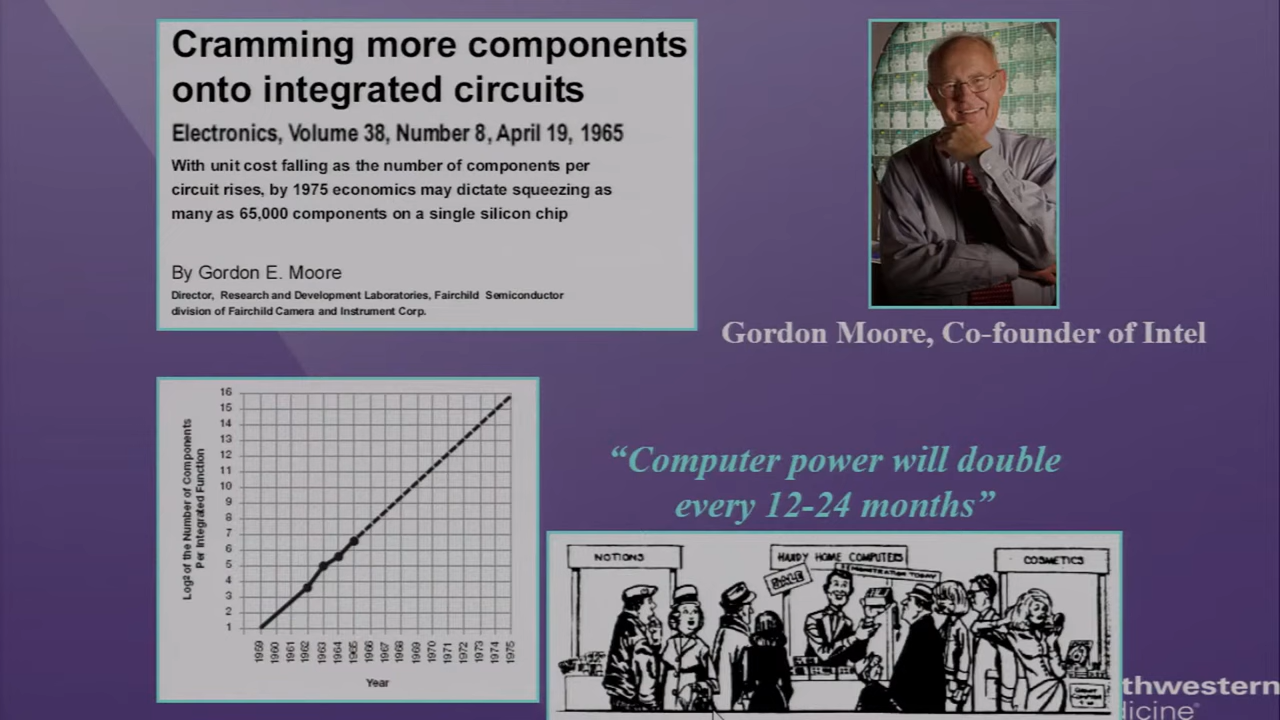 Cramming more components
onto integrated circuits
Electronics, Volume 38, Number 8, April 19, 1965
With unit cost falling as the number of components per
circuit rises, by 1975 economics may dictate squeezing as
many as 65,000 components on a single silicon chip
By Gordon E. Moore
Director, Research and Development Laboratories, Fairchild Semiconductor
division of Fairchild Camera and Instrument Corp.
Gordon Moore, Co-founder of Intel
16
15
14
13
12
11
10
9
8
7
6
5
4
3
2
1
Log² of the Number of Components
Per Integrated Function
1959 1960 1961 1962 1963 1964 1965 1966 1967 1968 1969 1970 1971 1972 1973 1974 1975
Year
“Computer power will double
every 12-24 months”
NOTIONS
HANDY HOME COMPUTERS
COSMETICS
SALE
DEMONSTRATION TODAY
thwestern
dicine